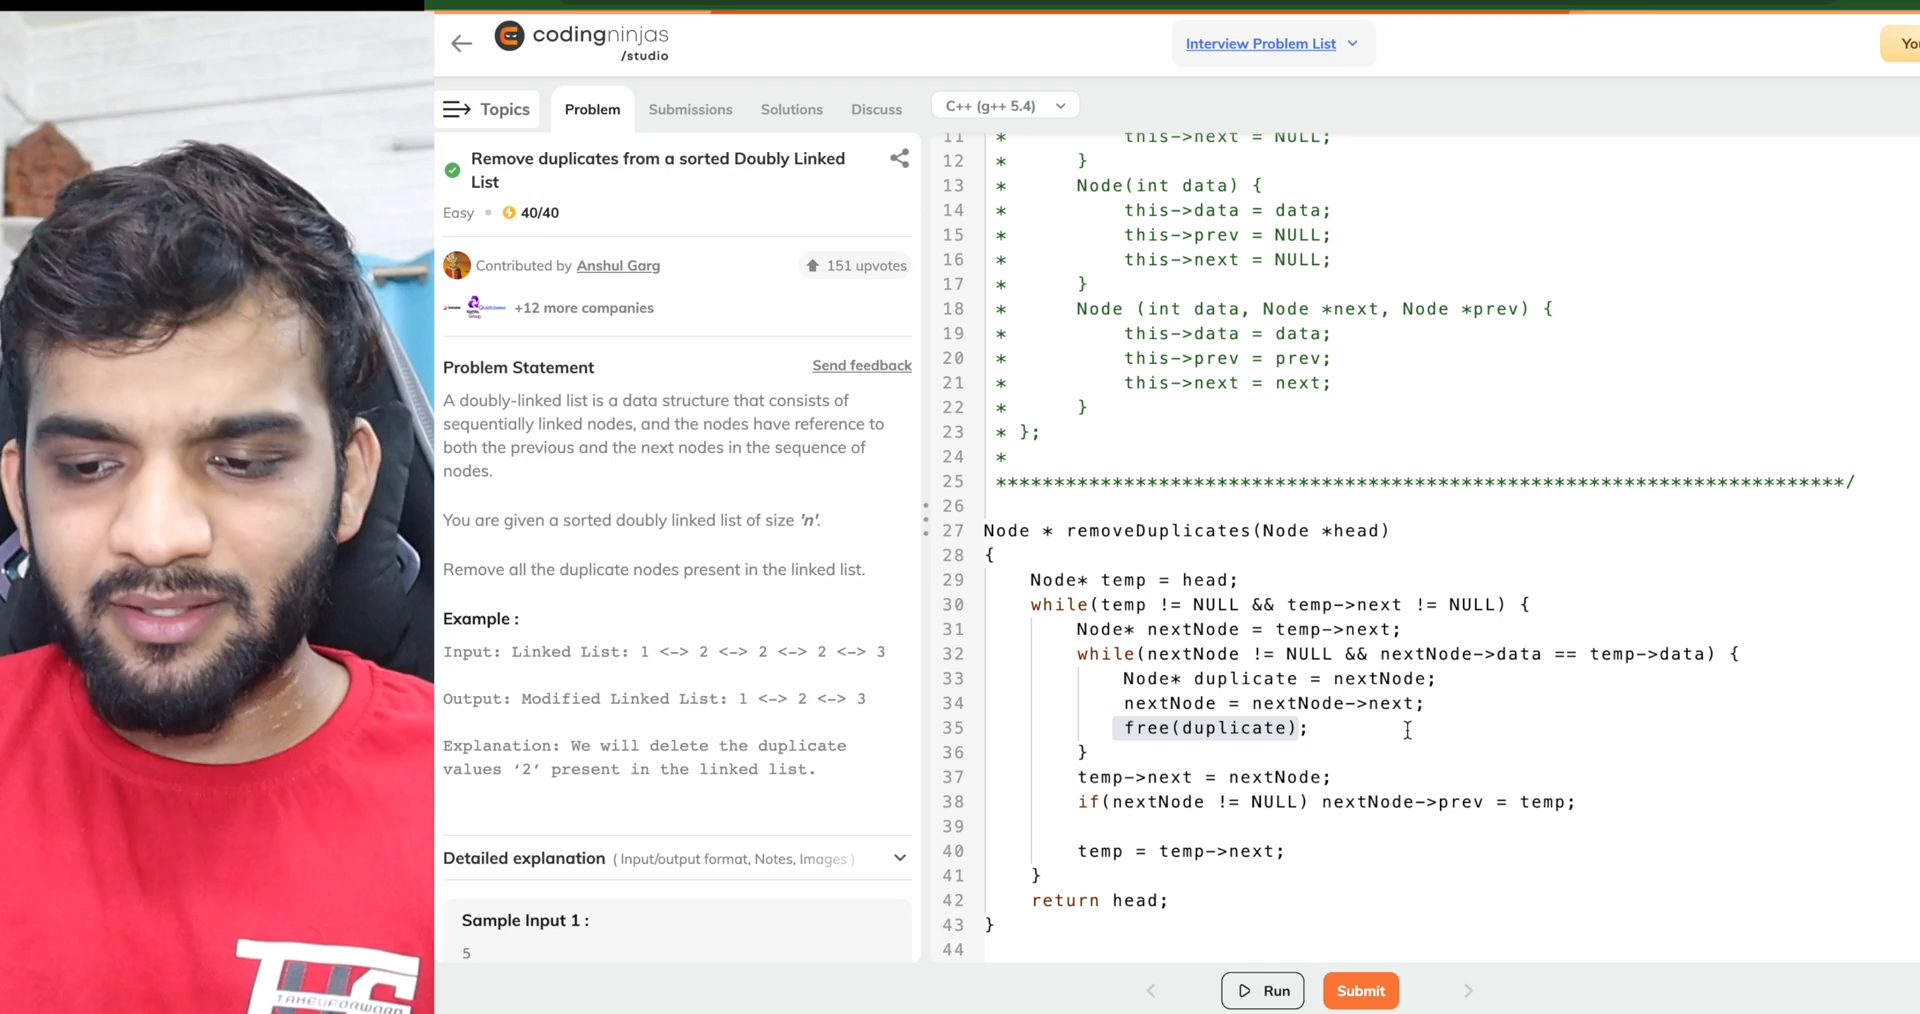 codingninjas
/studio
Interview Problem List
You
Topics
Problem
Submissions
Solutions
Discuss
C++ (g++ 5.4)
Remove duplicates from a sorted Doubly Linked
List
Easy
40/40
Contributed by Anshul Garg
151 upvotes
+12 more companies
Problem Statement
Send feedback
A doubly-linked list is a data structure that consists of
sequentially linked nodes, and the nodes have reference to
both the previous and the next nodes in the sequence of
nodes.
You are given a sorted doubly linked list of size 'n'.
Remove all the duplicate nodes present in the linked list.
Example :
Input: Linked List: 1 <-> 2 <-> 2 <-> 2 <-> 3
Output: Modified Linked List: 1 <-> 2 <-> 3
Explanation: We will delete the duplicate
values ‘2’ present in the linked list.
Detailed explanation ( Input/output format, Notes, Images )
Sample Input 1 :
5
11 * this->next = NULL;
12 * }
13 * Node(int data) {
14 * this->data = data;
15 * this->prev = NULL;
16 * this->next = NULL;
17 * }
18 * Node (int data, Node *next, Node *prev) {
19 * this->data = data;
20 * this->prev = prev;
21 * this->next = next;
22 * }
23 * };
24 *
25 *************************************************************************/
26
27 Node * removeDuplicates(Node *head)
28 {
29 Node* temp = head;
30 while(temp != NULL && temp->next != NULL) {
31 Node* nextNode = temp->next;
32 while(nextNode != NULL && nextNode->data == temp->data) {
33 Node* duplicate = nextNode;
34 nextNode = nextNode->next;
35 free(duplicate);
36 }
37 temp->next = nextNode;
38 if(nextNode != NULL) nextNode->prev = temp;
39
40 temp = temp->next;
41 }
42 return head;
43 }
44
Run
Submit
TAKEUFORWARD